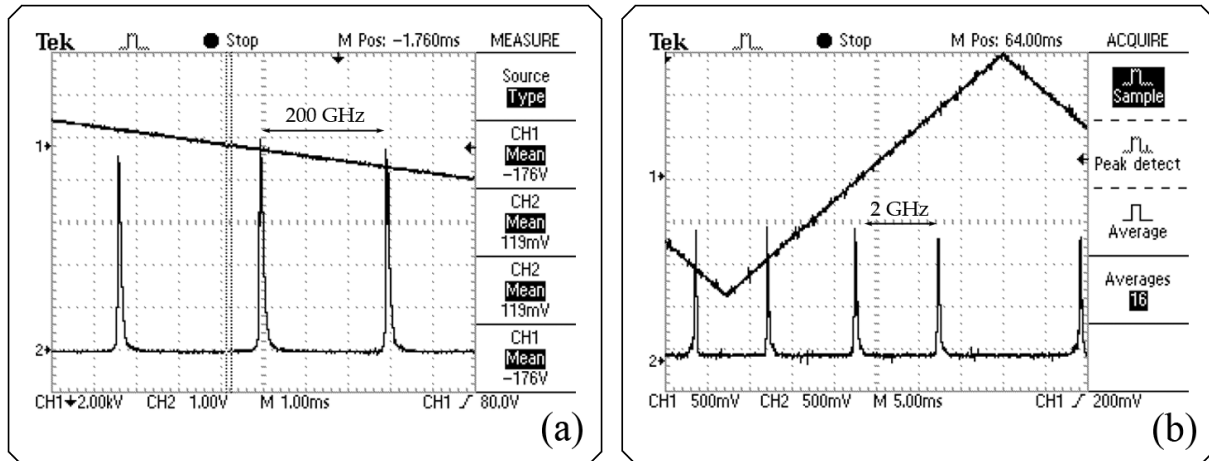 Tek Stop M Pos: -1.760ms MEASURE
Source
Type
200 GHz
CH1
Mean
-176V
1
CH2
Mean
119mV
CH2
Mean
119mV
CH1
Mean
-176V
2
CH1 2.00kV CH2 1.00V M 1.00ms CH1 80.0V
(a)
Tek Stop M Pos: 64.00ms ACQUIRE
Sample
Peak detect
1
2 GHz
Average
Averages
16
2
CH1 500mV CH2 500mV M 5.00ms CH1 200mV
(b)